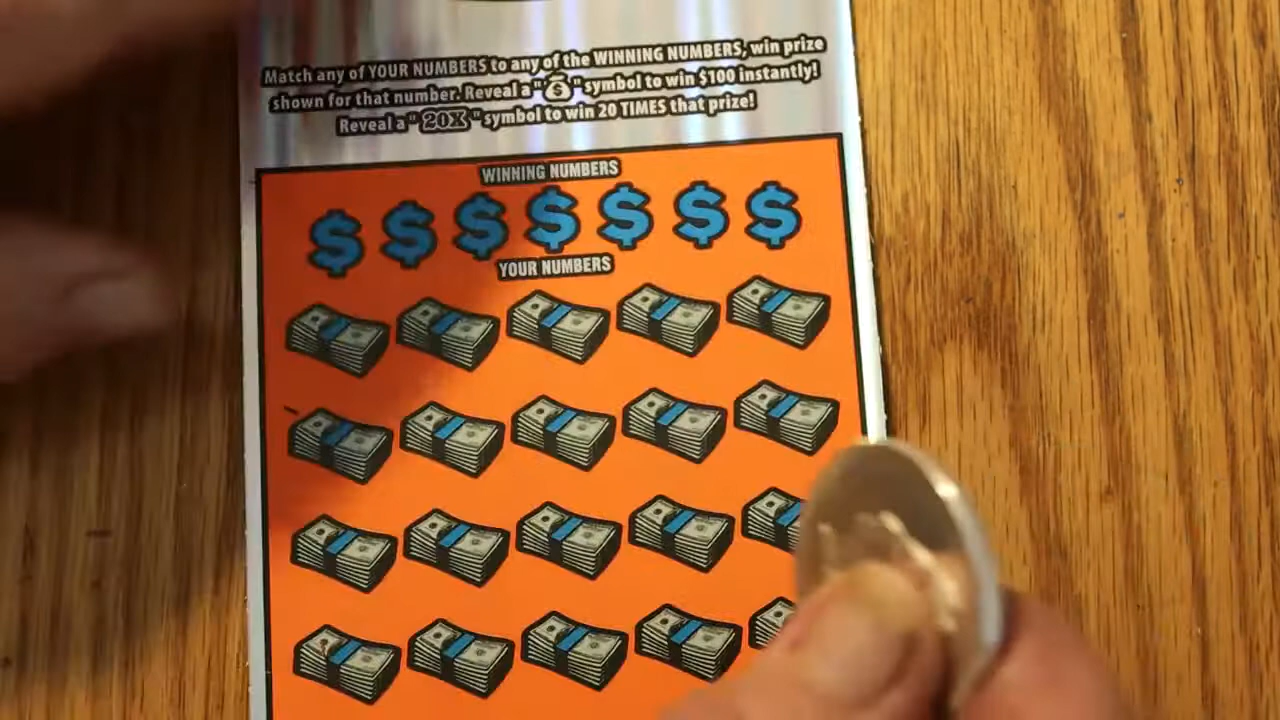 Match any of YOUR NUMBERS to any of the WINNING NUMBERS, win prize
shown for that number. Reveal a "$" symbol to win $100 instantly!
Reveal a "20X" symbol to win 20 TIMES that prize!
WINNING NUMBERS
$ $ $ $ $ $ $
YOUR NUMBERS